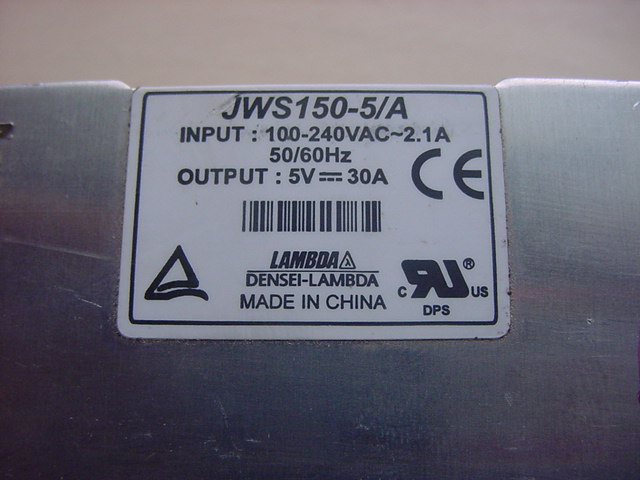 JWS150-5/A
INPUT : 100-240VAC~2.1A
50/60Hz
OUTPUT : 5V⎓30A
CE
LAMBDA
DENSEI-LAMBDA
MADE IN CHINA
C RU® US
DPS